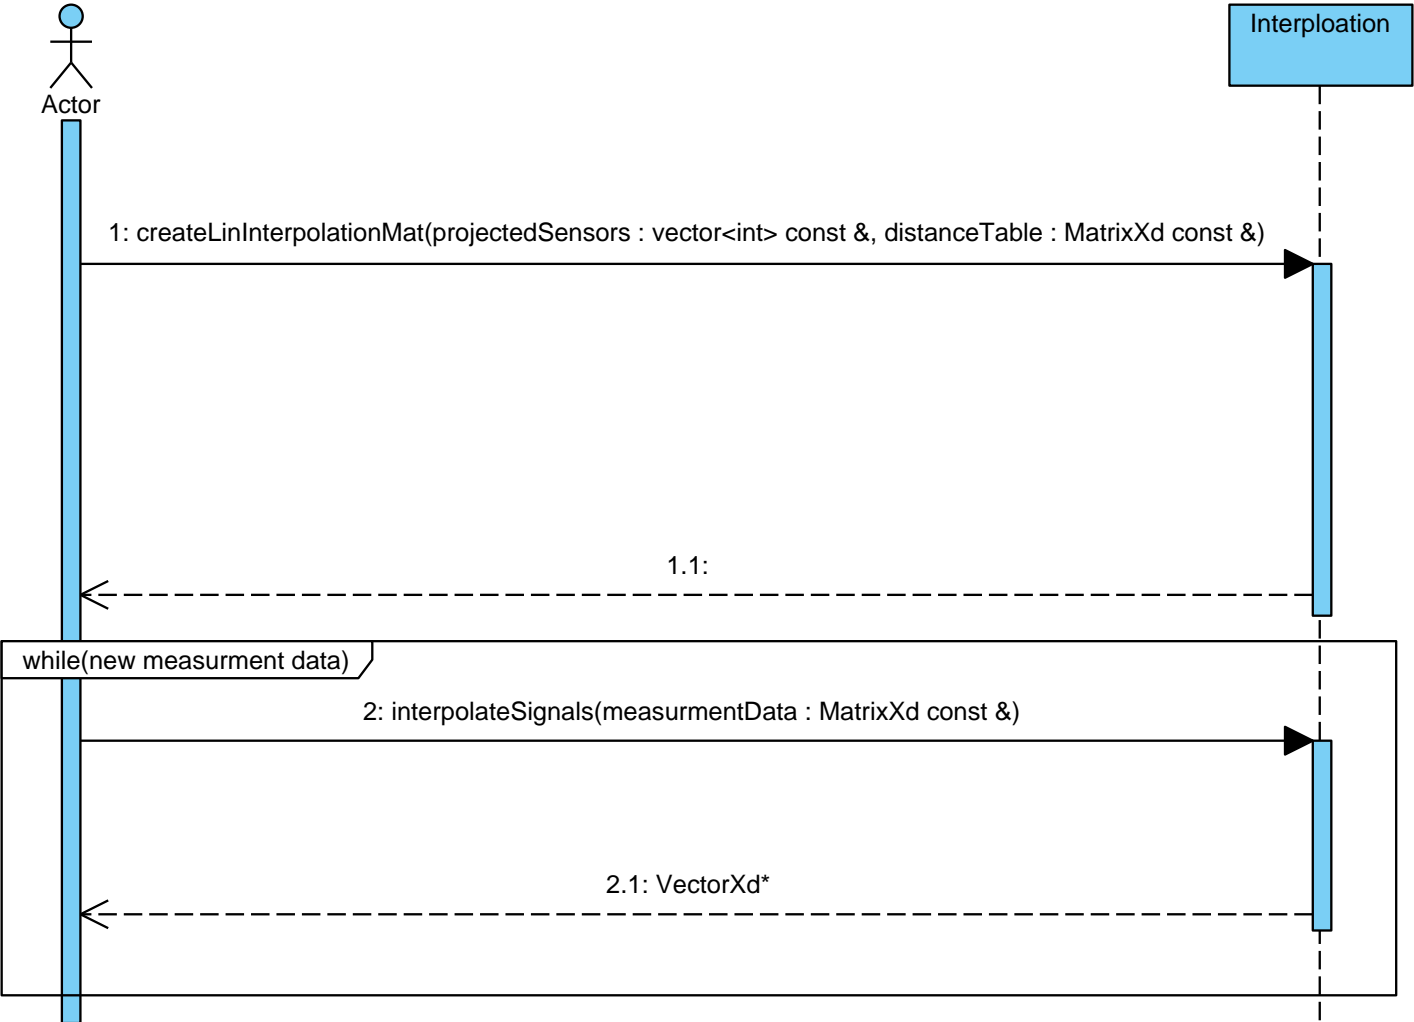 Interploation
Actor
1: createLinInterpolationMat(projectedSensors : vector<int> const &, distanceTable : MatrixXd const &)
1.1:
while(new measurment data)
2: interpolateSignals(measurmentData : MatrixXd const &)
2.1: VectorXd*